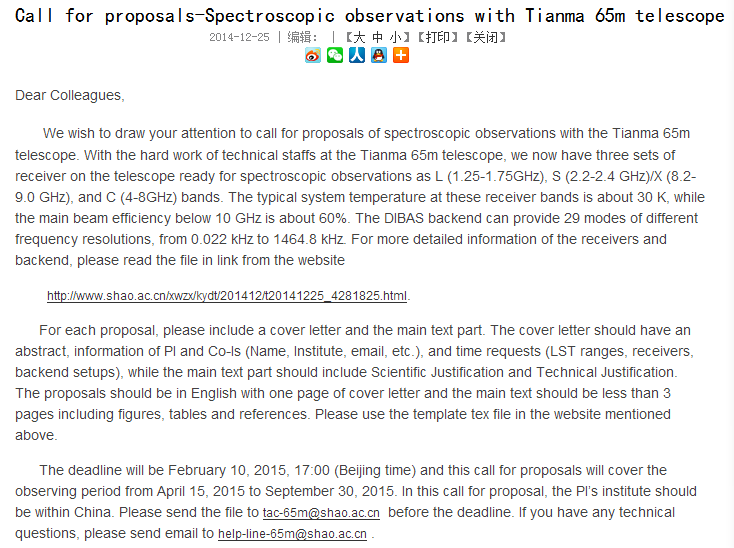 Call for proposals-Spectroscopic observations with Tianma 65m telescope
2014-12-25 | 编辑: | 【大 中 小】【打印】【关闭】
Dear Colleagues,
We wish to draw your attention to call for proposals of spectroscopic observations with the Tianma 65m
telescope. With the hard work of technical staffs at the Tianma 65m telescope, we now have three sets of
receiver on the telescope ready for spectroscopic observations as L (1.25-1.75GHz), S (2.2-2.4 GHz)/X (8.2-
9.0 GHz), and C (4-8GHz) bands. The typical system temperature at these receiver bands is about 30 K, while
the main beam efficiency below 10 GHz is about 60%. The DIBAS backend can provide 29 modes of different
frequency resolutions, from 0.022 kHz to 1464.8 kHz. For more detailed information of the receivers and
backend, please read the file in link from the website
http://www.shao.ac.cn/xwzx/kydt/201412/t20141225_4281825.html.
For each proposal, please include a cover letter and the main text part. The cover letter should have an
abstract, information of PI and Co-Is (Name, Institute, email, etc.), and time requests (LST ranges, receivers,
backend setups), while the main text part should include Scientific Justification and Technical Justification.
The proposals should be in English with one page of cover letter and the main text should be less than 3
pages including figures, tables and references. Please use the template tex file in the website mentioned
above.
The deadline will be February 10, 2015, 17:00 (Beijing time) and this call for proposals will cover the
observing period from April 15, 2015 to September 30, 2015. In this call for proposal, the PI's institute should
be within China. Please send the file to tac-65m@shao.ac.cn before the deadline. If you have any technical
questions, please send email to help-line-65m@shao.ac.cn .